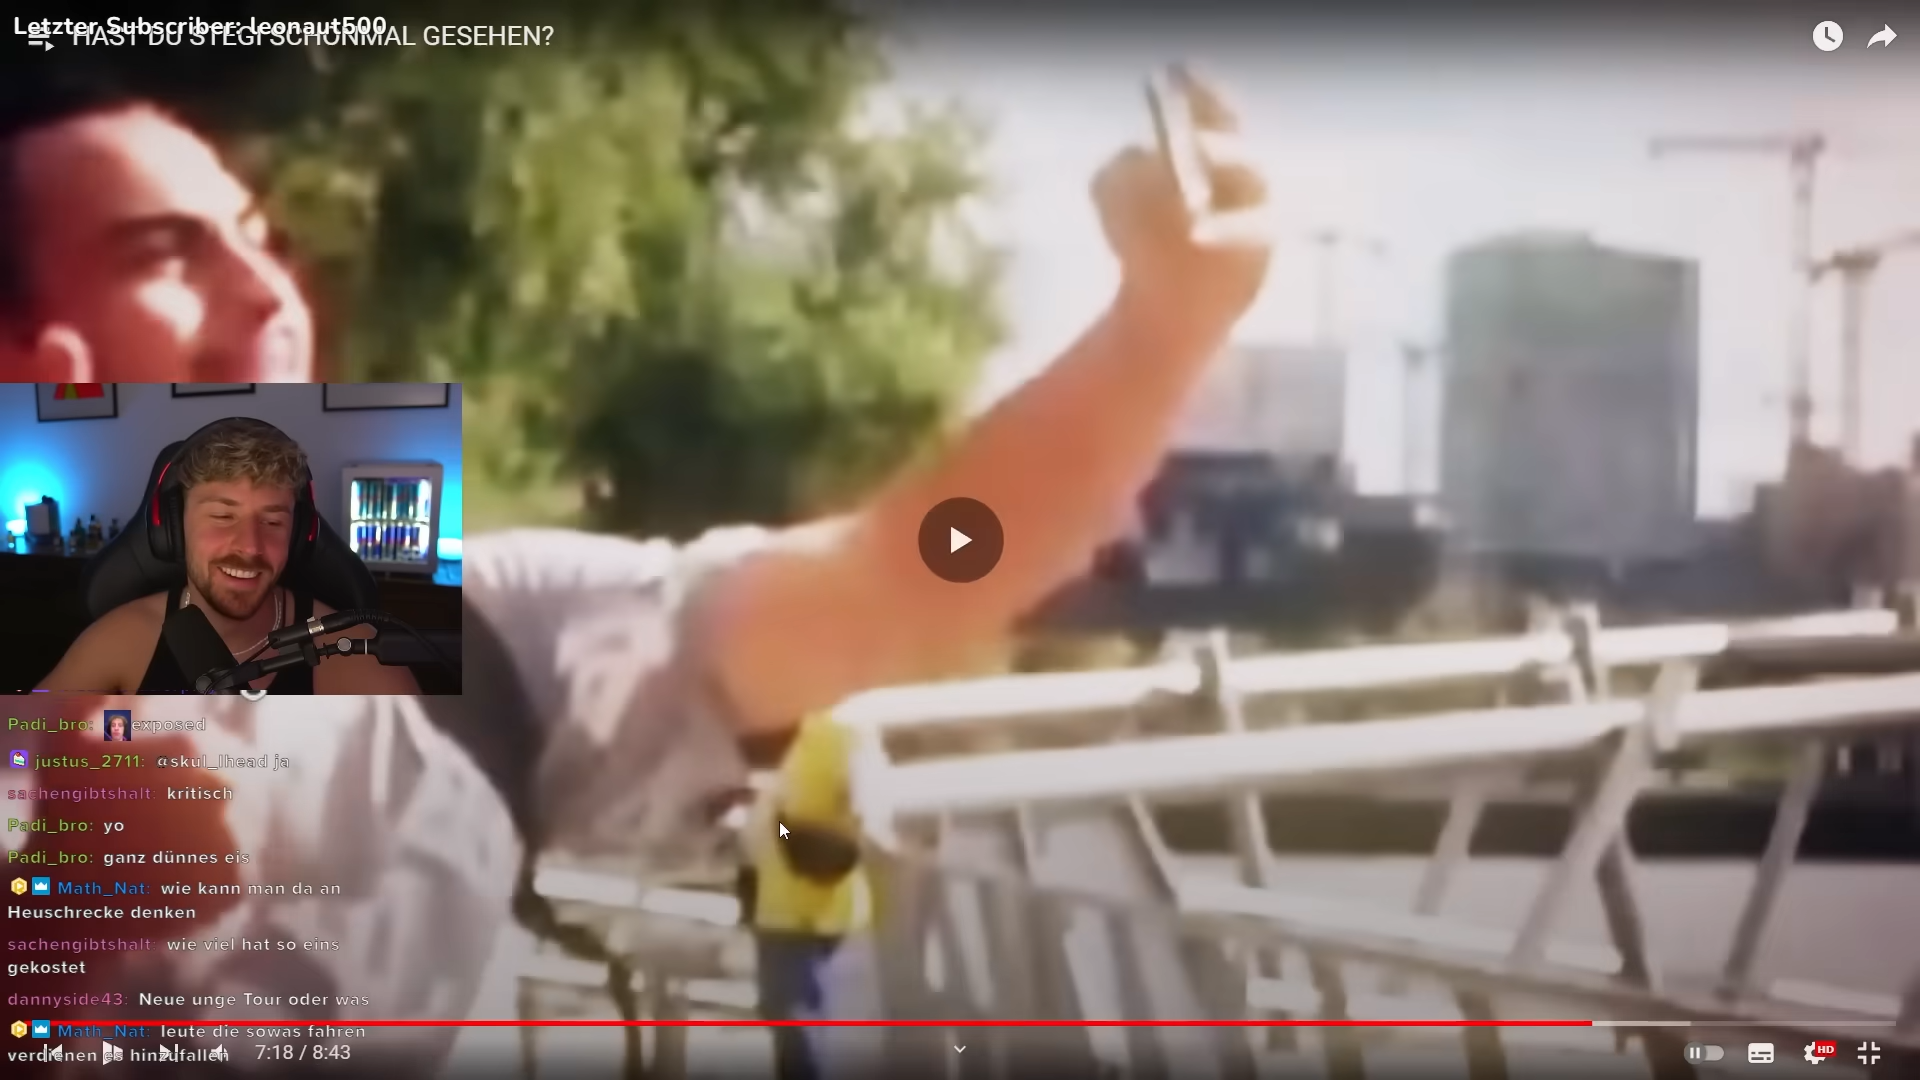 Letzter Subscriber: leonaut500
HAST DU STEGI SCHONMAL GESEHEN?
Padi_bro: exposed
justus_2711: @skul_lhead ja
sachengibtshalt: kritisch
Padi_bro: yo
Padi_bro: ganz dünnes eis
Math_Nat: wie kann man da an
Heuschrecke denken
sachengibtshalt: wie viel hat so eins
gekostet
dannyside43: Neue unge Tour oder was
Math_Nat: leute die sowas fahren
verdienen es hinzufallen
7:18 / 8:43
HD